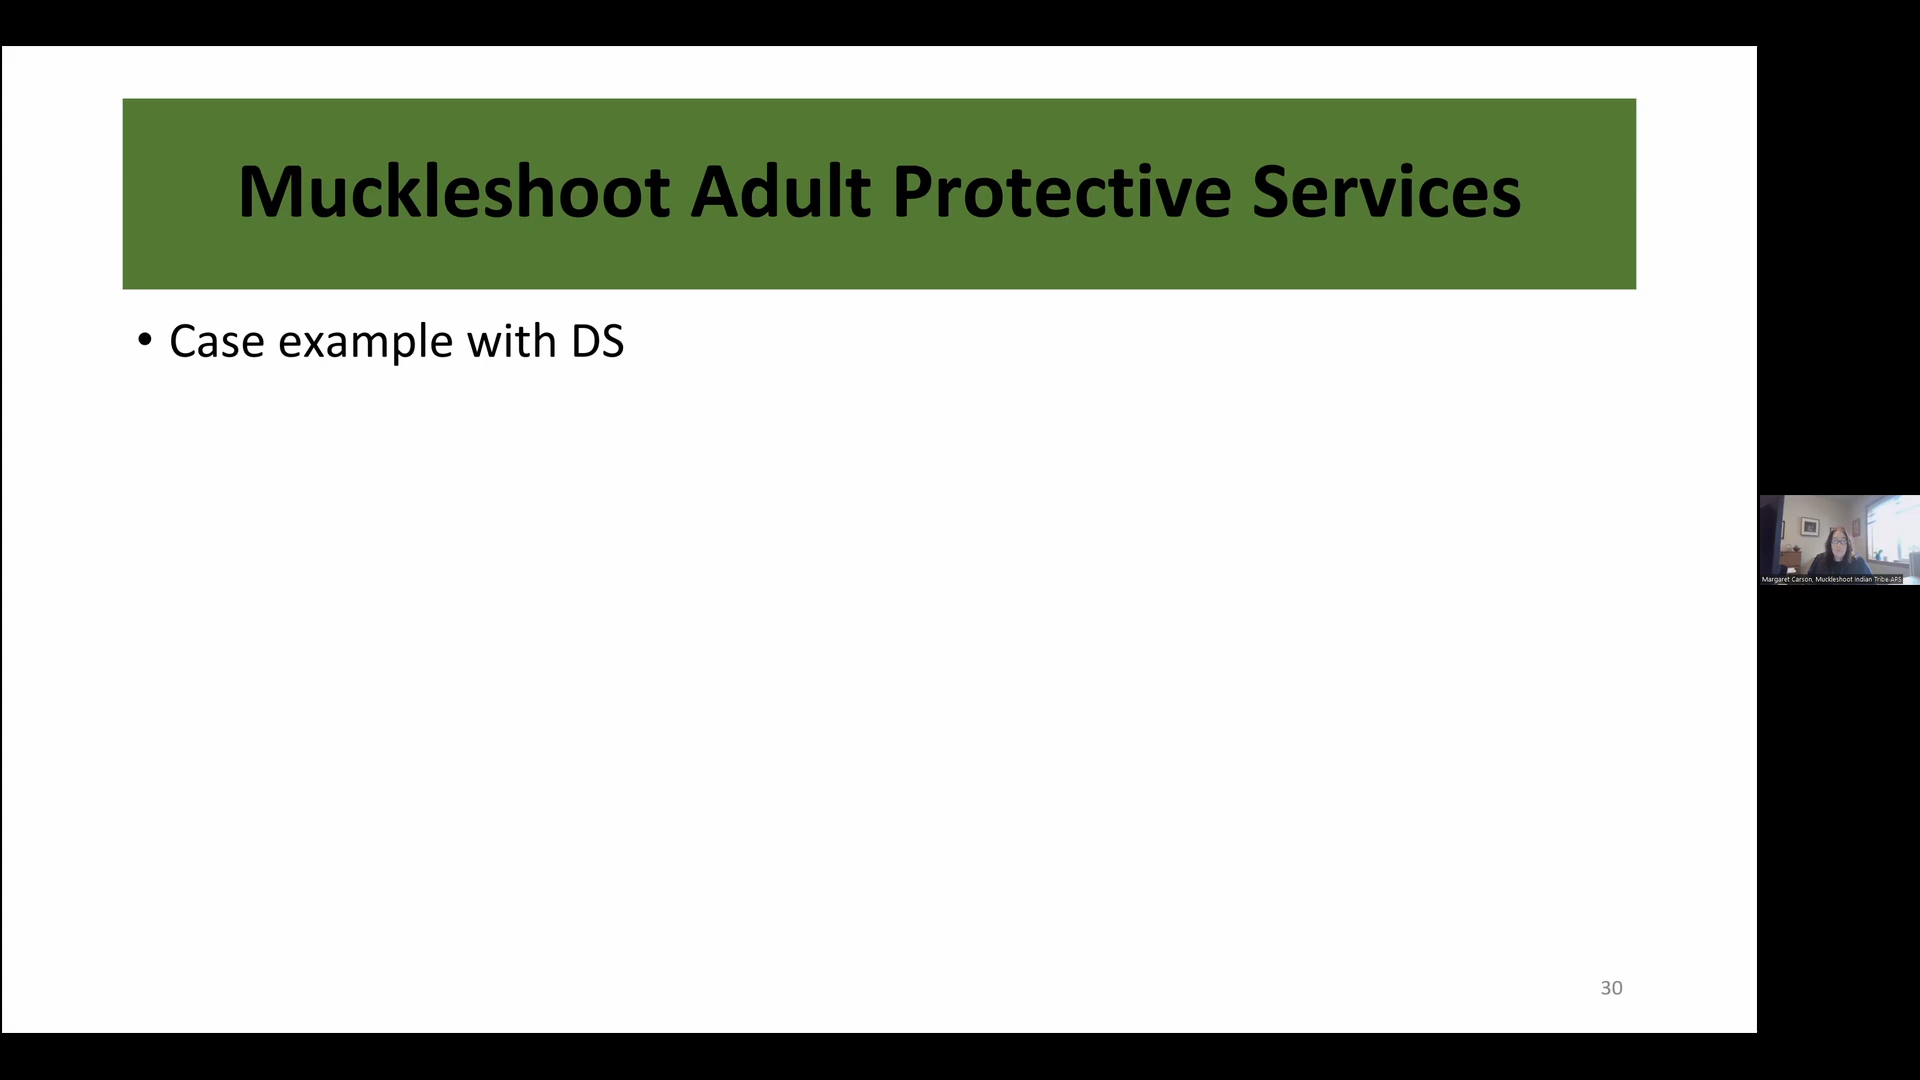 Muckleshoot Adult Protective Services
• Case example with DS
Margaret Carson, Muckleshoot Indian Tribe APS
30